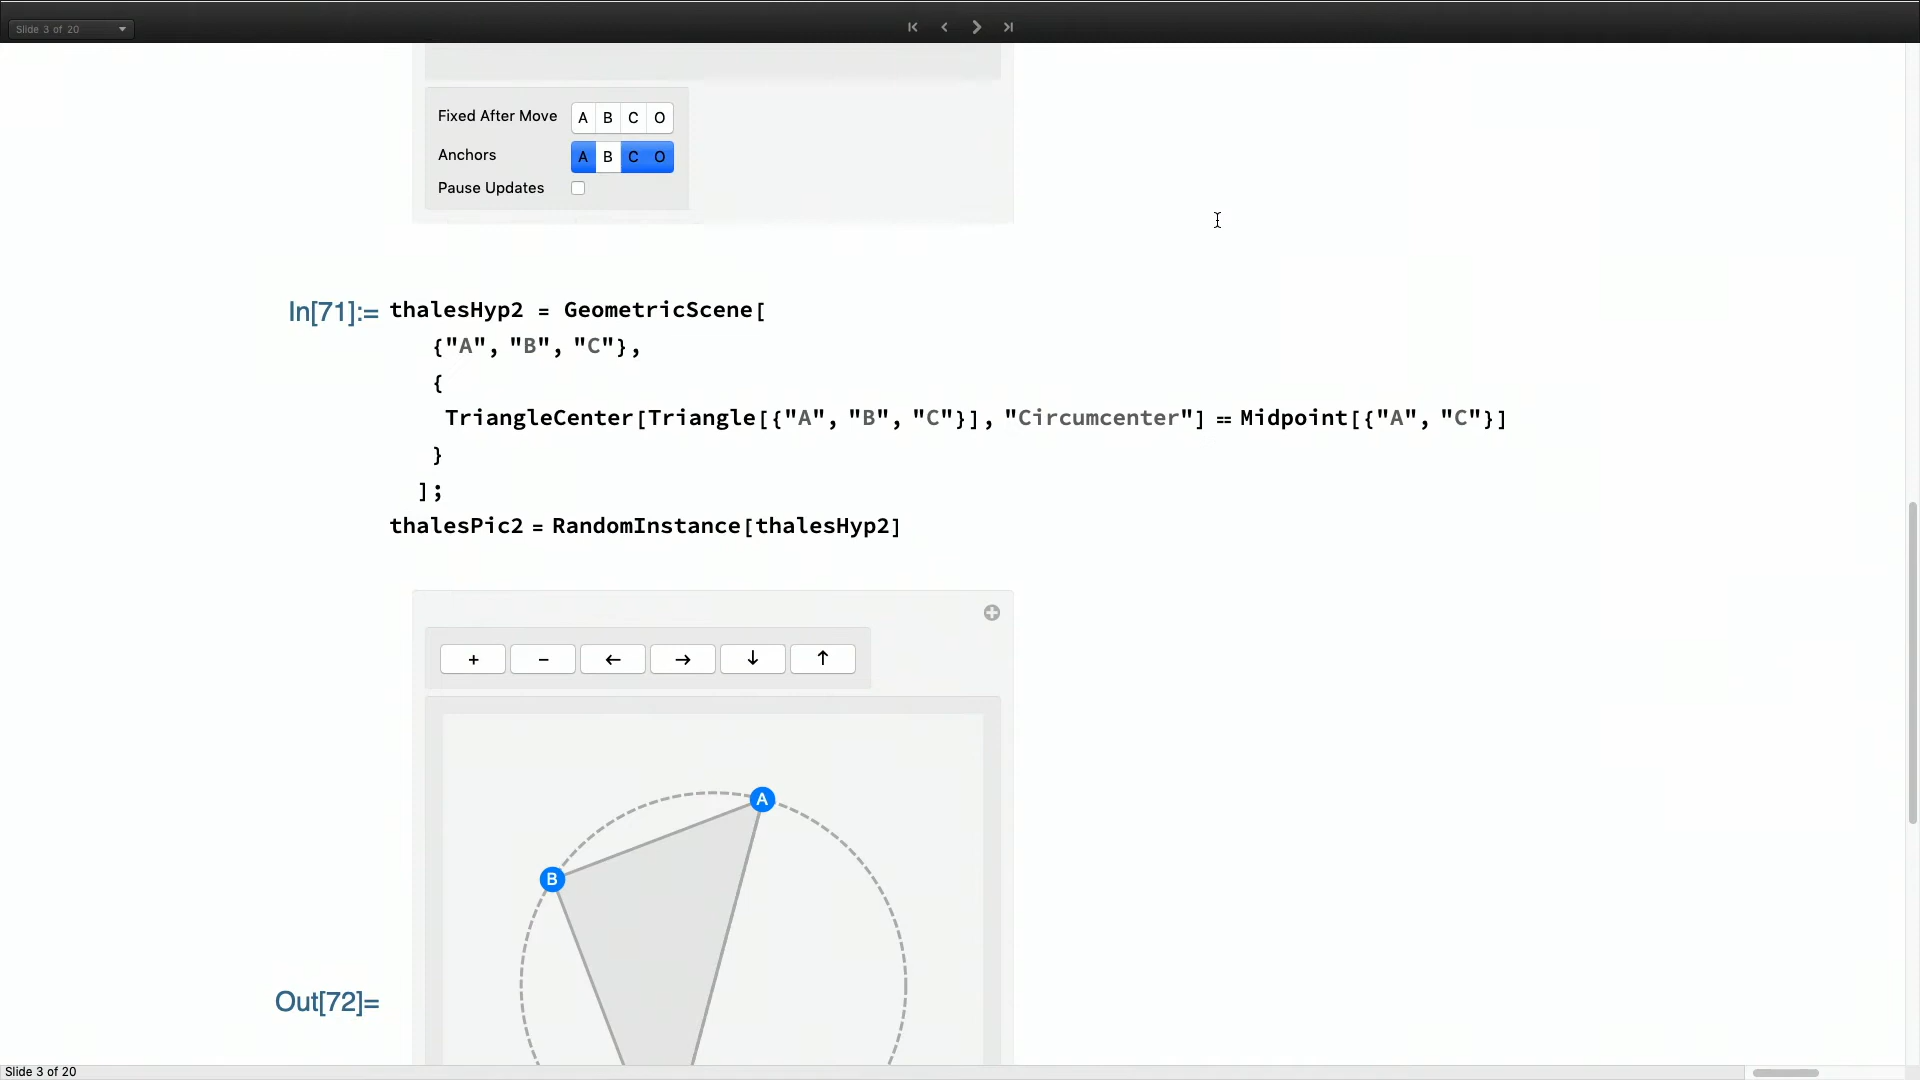 Slide 3 of 20
Fixed After Move A B C O
Anchors A B C O
Pause Updates
In[71]:= thalesHyp2 = GeometricScene[
{"A", "B", "C"},
{
TriangleCenter[Triangle[{"A", "B", "C"}], "Circumcenter"] == Midpoint[{"A", "C"}]
}
];
thalesPic2 = RandomInstance[thalesHyp2]
+ − ← → ↓ ↑
A
B
Out[72]=
Slide 3 of 20